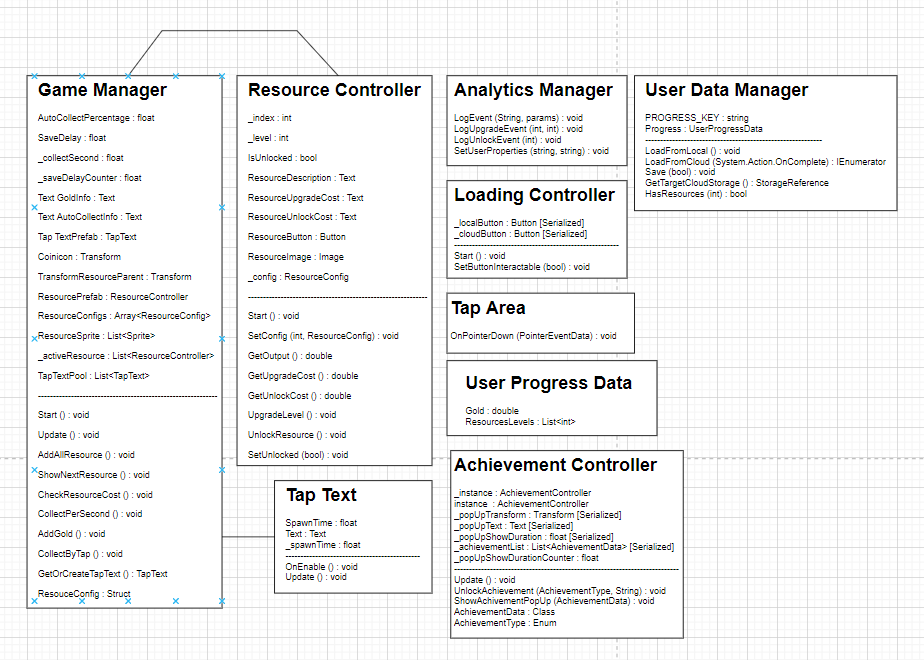 Game Manager
AutoCollectPercentage : float
SaveDelay : float
_collectSecond : float
_saveDelayCounter : float
Text GoldInfo : Text
Text AutoCollectInfo : Text
Tap TextPrefab : TapText
Coinicon : Transform
TransformResourceParent : Transform
ResourcePrefab : ResourceController
ResourceConfigs : Array<ResourceConfig>
ResourceSprite : List<Sprite>
_activeResource : List<ResourceController>
TapTextPool : List<TapText>
Start () : void
Update () : void
AddAllResource () : void
ShowNextResource () : void
CheckResourceCost () : void
CollectPerSecond () : void
AddGold () : void
CollectByTap () : void
GetOrCreateTapText () : TapText
ResouceConfig : Struct
Resource Controller
_index : int
_level : int
IsUnlocked : bool
ResourceDescription : Text
ResourceUpgradeCost : Text
ResourceUnlockCost : Text
ResourceButton : Button
ResourceImage : Image
_config : ResourceConfig
Start () : void
SetConfig (int, ResourceConfig) : void
GetOutput () : double
GetUpgradeCost () : double
GetUnlockCost () : double
UpgradeLevel () : void
UnlockResource () : void
SetUnlocked (bool) : void
Tap Text
SpawnTime : float
Text : Text
_spawnTime : float
OnEnable () : void
Update () : void
Analytics Manager
LogEvent (String, params) : void
LogUpgradeEvent (int, int) : void
LogUnlockEvent (int) : void
SetUserProperties (string, string) : void
Loading Controller
_localButton : Button [Serialized]
_cloudButton : Button [Serialized]
Start () : void
SetButtonInteractable (bool) : void
Tap Area
OnPointerDown (PointerEventData) : void
User Progress Data
Gold : double
ResourcesLevels : List<int>
Achievement Controller
_instance : AchievementController
instance : AchievementController
_popUpTransform : Transform [Serialized]
_popUpText : Text [Serialized]
_popUpShowDuration : float [Serialized]
_achievementList : List<AchievementData> [Serialized]
_popUpShowDurationCounter : float
Update () : void
UnlockAchievement (AchievementType, String) : void
ShowAchivementPopUp (AchievementData) : void
AchievementData : Class
AchievementType : Enum
User Data Manager
PROGRESS_KEY : string
Progress : UserProgressData
LoadFromLocal () : void
LoadFromCloud (System.Action.OnComplete) : IEnumerator
Save (bool) : void
GetTargetCloudStorage () : StorageReference
HasResources (int) : bool